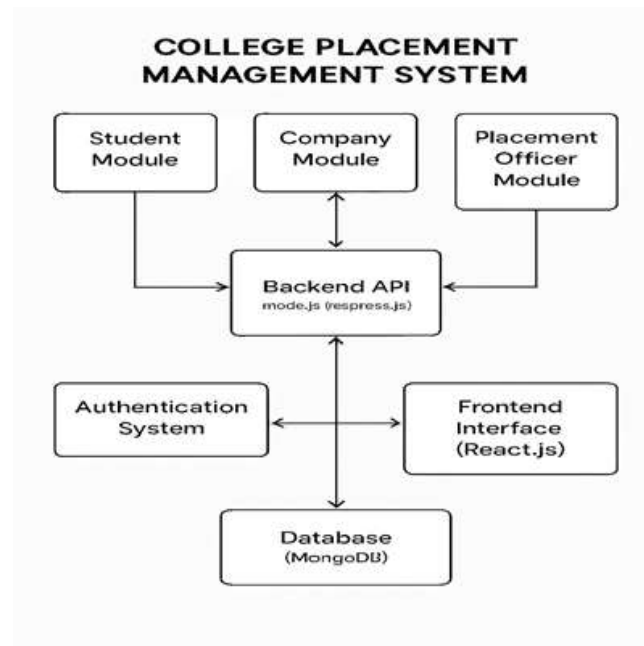 COLLEGE PLACEMENT
MANAGEMENT SYSTEM
Student
Module
Company
Module
Placement
Officer
Module
Backend API
mode.js (respress.js)
Authentication
System
Frontend
Interface
(React.js)
Database
(MongoDB)